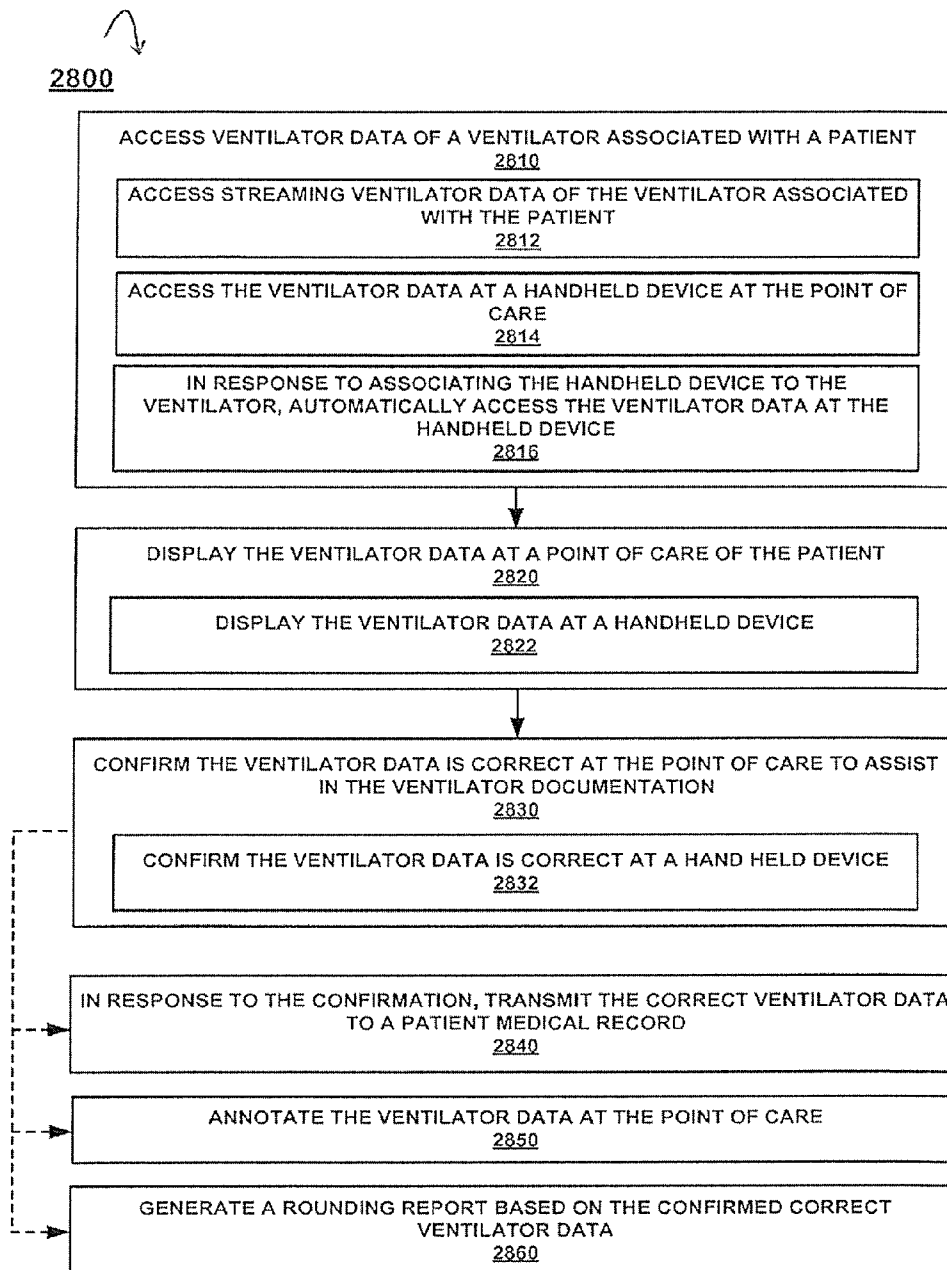 2800
ACCESS VENTILATOR DATA OF A VENTILATOR ASSOCIATED WITH A PATIENT
2810
ACCESS STREAMING VENTILATOR DATA OF THE VENTILATOR ASSOCIATED
WITH THE PATIENT
2812
ACCESS THE VENTILATOR DATA AT A HANDHELD DEVICE AT THE POINT OF
CARE
2814
IN RESPONSE TO ASSOCIATING THE HANDHELD DEVICE TO THE
VENTILATOR, AUTOMATICALLY ACCESS THE VENTILATOR DATA AT THE
HANDHELD DEVICE
2816
DISPLAY THE VENTILATOR DATA AT A POINT OF CARE OF THE PATIENT
2820
DISPLAY THE VENTILATOR DATA AT A HANDHELD DEVICE
2822
CONFIRM THE VENTILATOR DATA IS CORRECT AT THE POINT OF CARE TO ASSIST
IN THE VENTILATOR DOCUMENTATION
2830
CONFIRM THE VENTILATOR DATA IS CORRECT AT A HAND HELD DEVICE
2832
IN RESPONSE TO THE CONFIRMATION, TRANSMIT THE CORRECT VENTILATOR DATA
TO A PATIENT MEDICAL RECORD
2840
ANNOTATE THE VENTILATOR DATA AT THE POINT OF CARE
2850
GENERATE A ROUNDING REPORT BASED ON THE CONFIRMED CORRECT
VENTILATOR DATA
2860